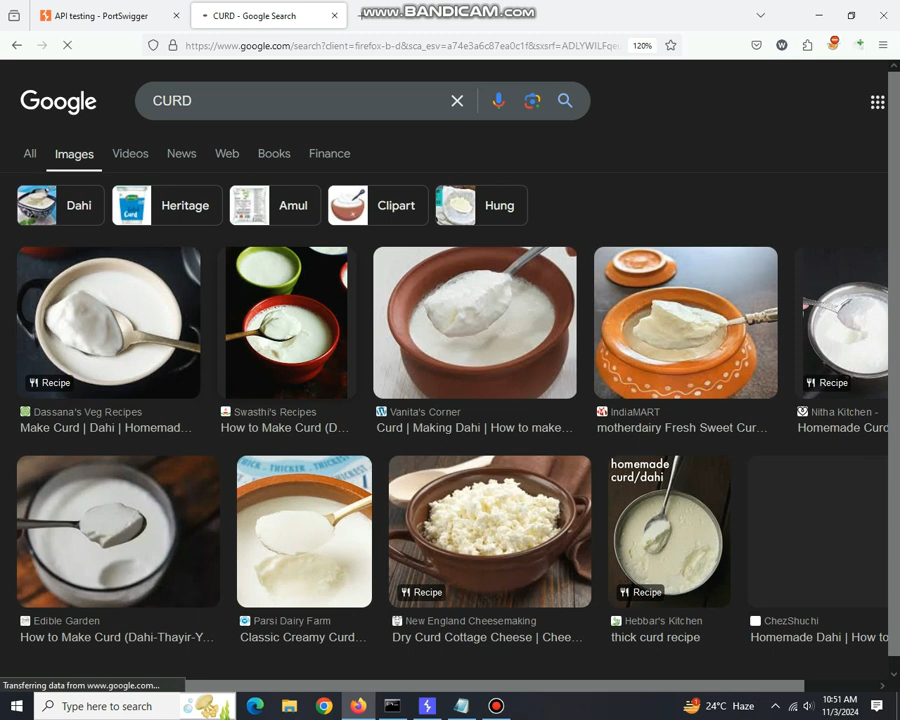 API testing - PortSwigger
CURD - Google Search
www.BANDICAM.com
https://www.google.com/search?client=firefox-b-d&sca_esv=a74e3a6c87ea0c1f&sxsrf=ADLYWILFq
120%
Google
CURD
All
Images
Videos
News
Web
Books
Finance
Dahi
Heritage
Amul
Clipart
Hung
Recipe
Recipe
Dassana's Veg Recipes
Swasthi's Recipes
Vanita's Corner
IndiaMART
Nitha Kitchen -
Make Curd | Dahi | Homemad...
How to Make Curd (D...
Curd | Making Dahi | How to make...
motherdairy Fresh Sweet Cur...
Homemade Curd
homemade
curd/dahi
Recipe
Recipe
Edible Garden
Parsi Dairy Farm
New England Cheesemaking
Hebbar's Kitchen
ChezShuchi
How to Make Curd (Dahi-Thayir-Y...
Classic Creamy Curd...
Dry Curd Cottage Cheese | Chee...
thick curd recipe
Homemade Dahi | How to
Transferring data from www.google.com...
Type here to search
24°C Haze
10:51 AM
11/3/2024